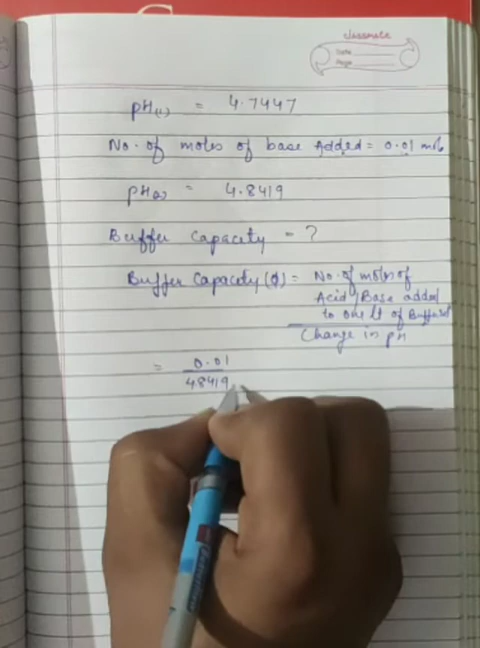 classmate
Date
Page
pH(1) = 4.7447
No. of moles of base Added = 0.01 mol
pH(2) = 4.8419
Buffer Capacity = ?
Buffer Capacity (ϕ) = No. of moles of
Acid/Base added
to one lt of Buffer
Change in pH
= 0.01
4.8419